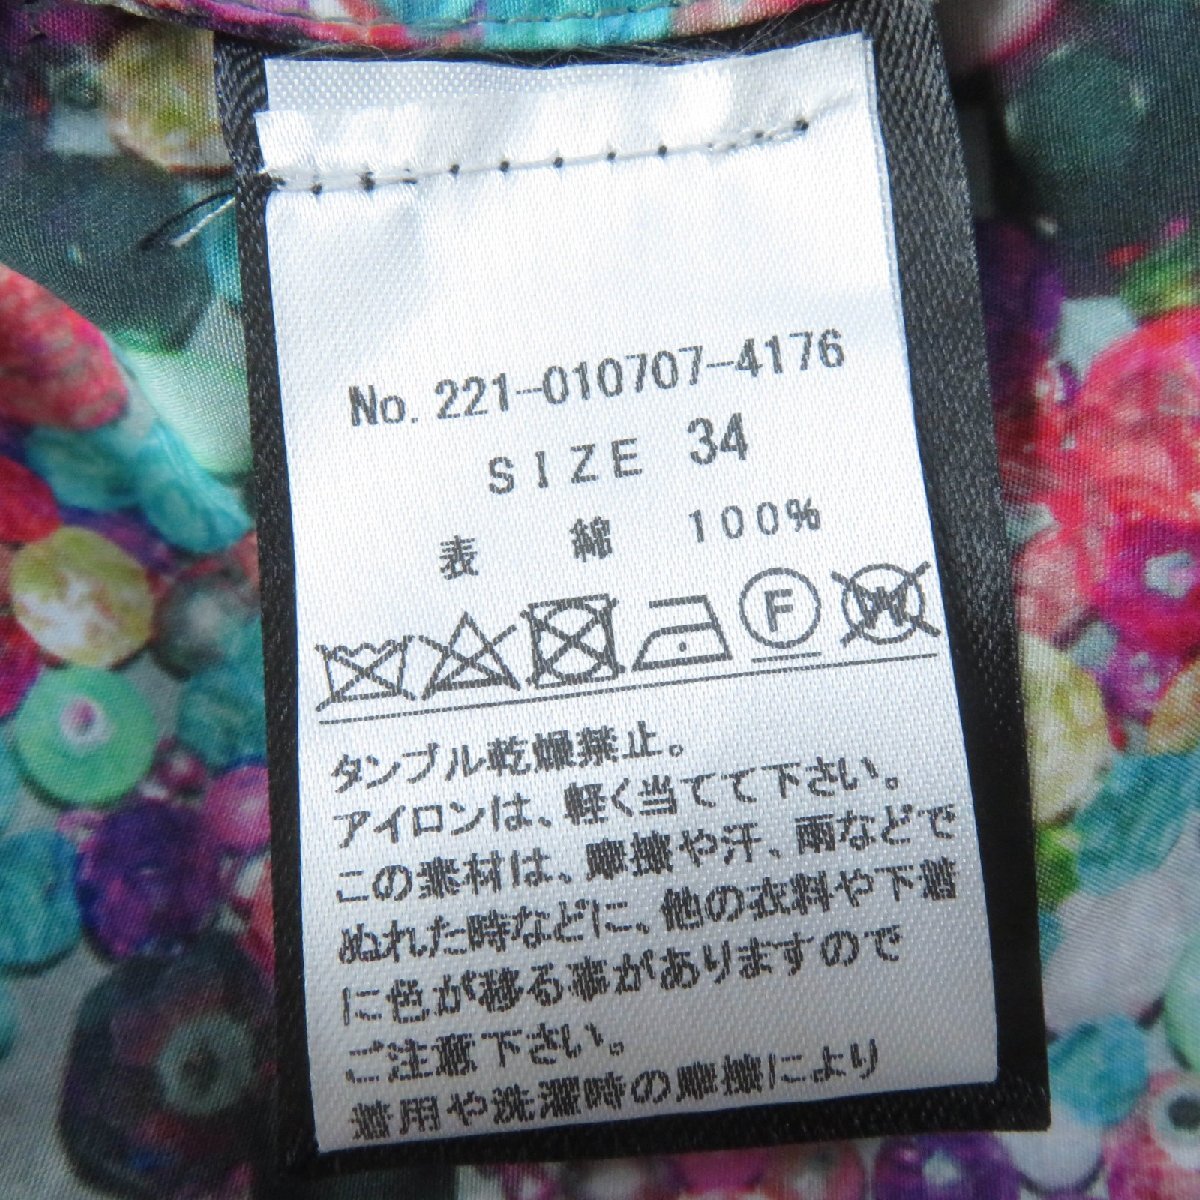 No. 221-010707-4176
SIZE 34
表 綿 100%
F W
タンブル乾燥禁止。
アイロンは、軽く当てて下さい。
この素材は、摩擦や汗、雨などで
ぬれた時などに、他の衣料や下着
に色が移る事がありますので
ご注意下さい。
着用や洗濯時の摩擦により